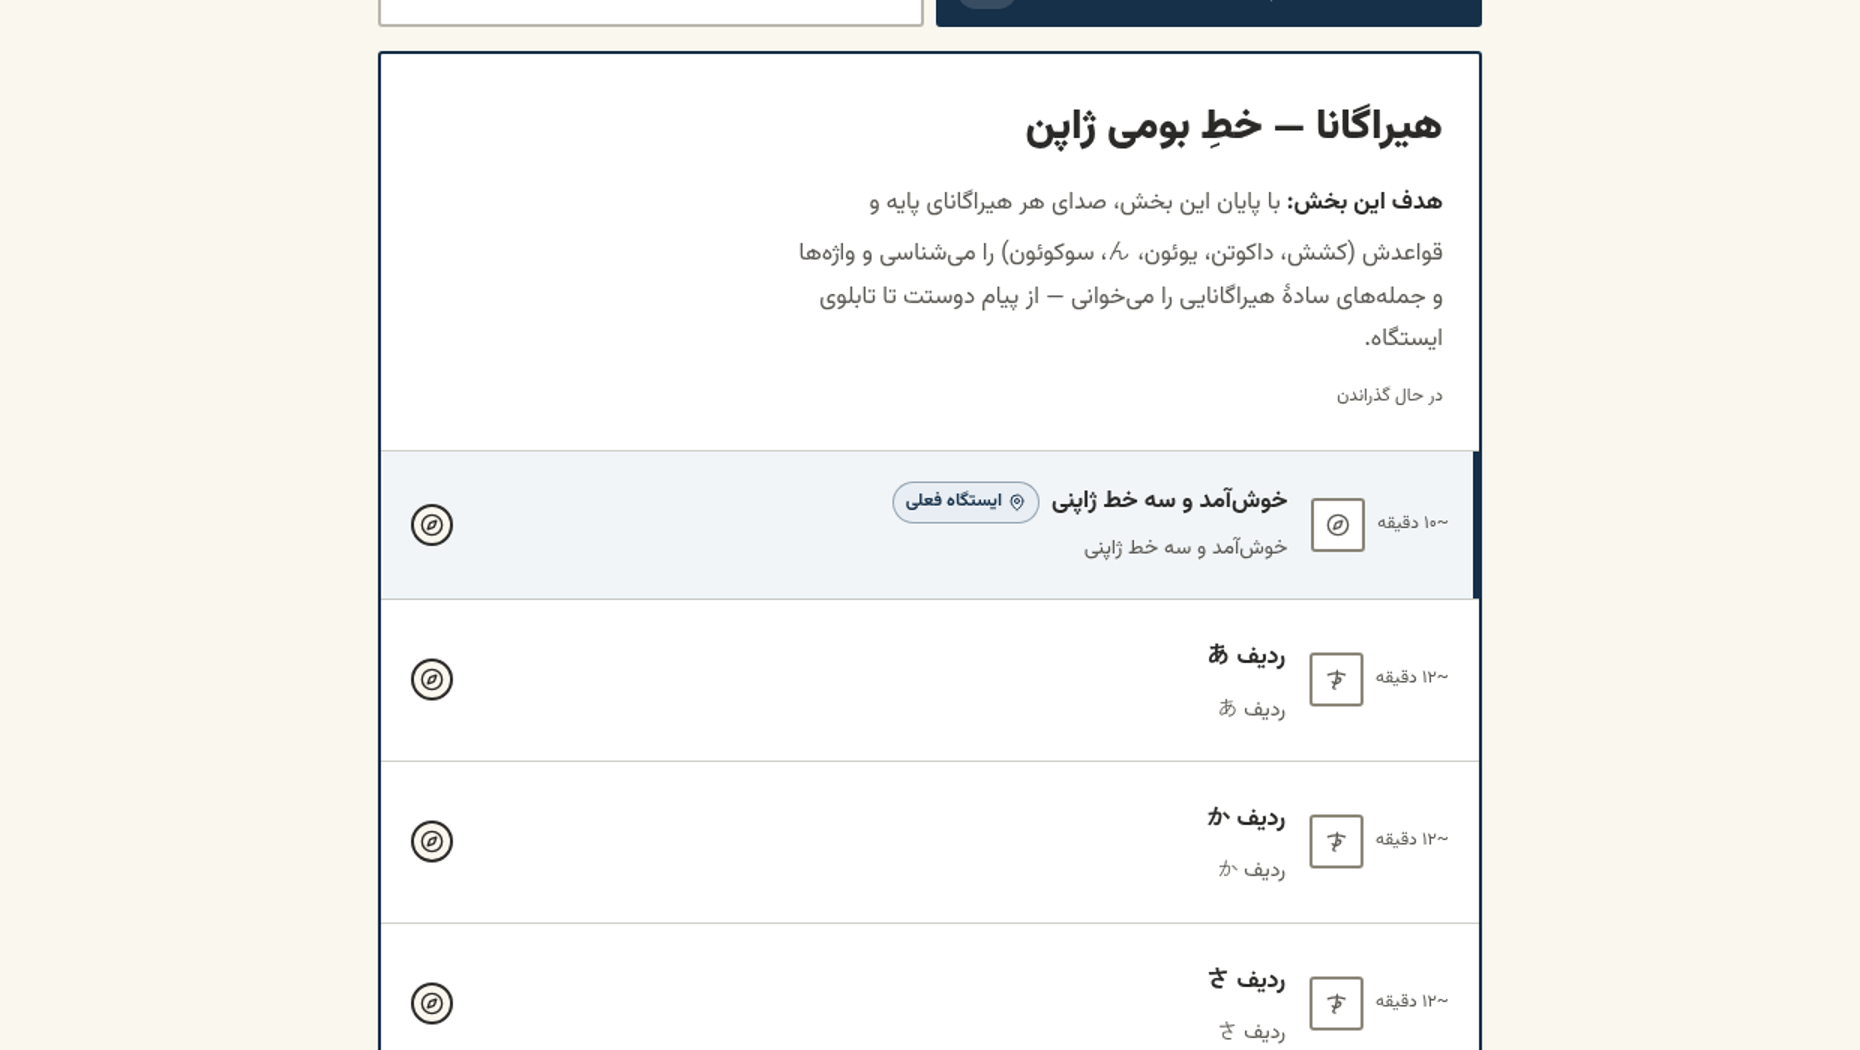 هیراگانا — خطِ بومی ژاپن
هدف این بخش: با پایان این بخش، صدای هر هیراگانای پایه و
قواعدش (کشش، داکوتن، یوئون، ん، سوکوئون) را می‌شناسی و واژه‌ها
و جمله‌های سادهٔ هیراگانایی را می‌خوانی — از پیام دوستت تا تابلوی
ایستگاه.
در حال گذراندن
~۱۰ دقیقه
خوش‌آمد و سه خط ژاپنی
ایستگاه فعلی
خوش‌آمد و سه خط ژاپنی
~۱۲ دقیقه
す
ردیف あ
ردیف あ
~۱۲ دقیقه
す
ردیف か
ردیف か
~۱۲ دقیقه
す
ردیف さ
ردیف さ